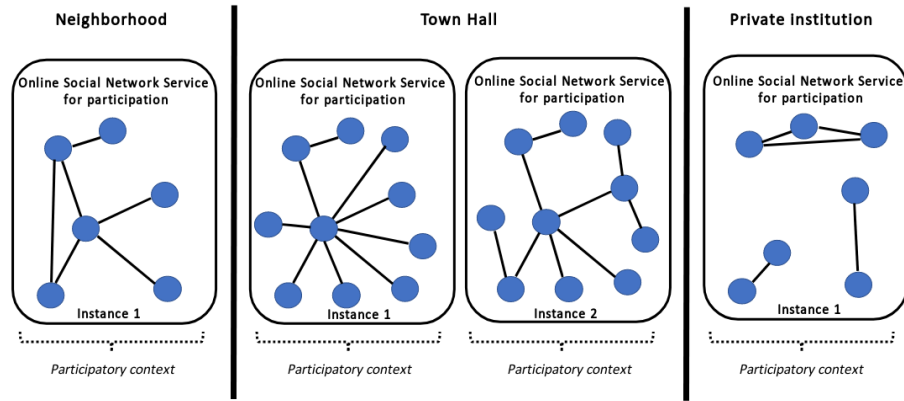 Neighborhood
Town Hall
Private institution
Online Social Network Service
for participation
Online Social Network Service
for participation
Online Social Network Service
for participation
Online Social Network Service
for participation
Instance 1
Instance 1
Instance 2
Instance 1
Participatory context
Participatory context
Participatory context
Participatory context